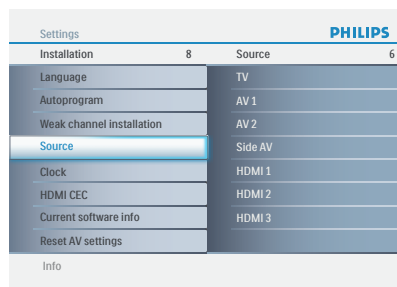 Settings
PHILIPS
Installation 8
Source 6
Language
Autoprogram
Weak channel installation
Source
Clock
HDMI CEC
Current software info
Reset AV settings
TV
AV 1
AV 2
Side AV
HDMI 1
HDMI 2
HDMI 3
Info